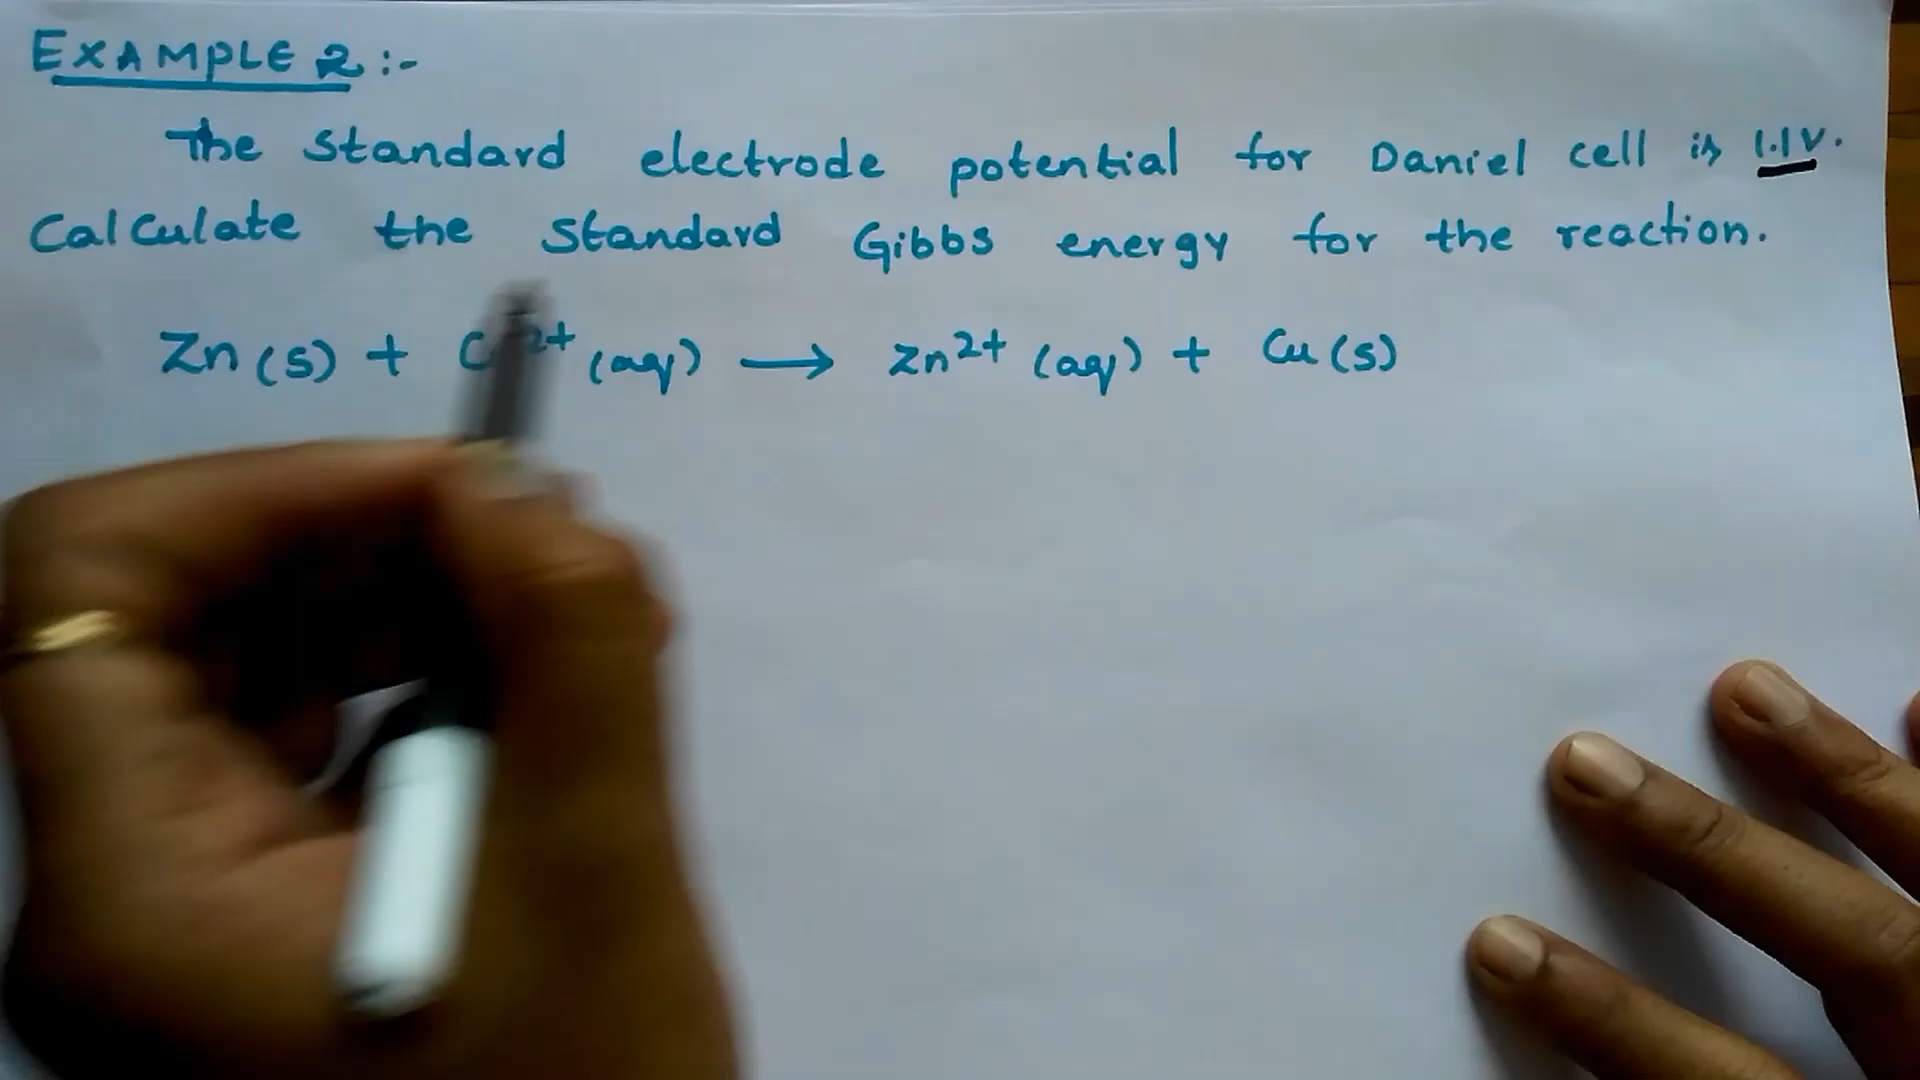 EXAMPLE 2 :-
The standard electrode potential for Daniel cell is 1.1V.
Calculate the standard Gibbs energy for the reaction.
Zn (s) + C 2+ (aq) → Zn2+ (aq) + Cu (s)